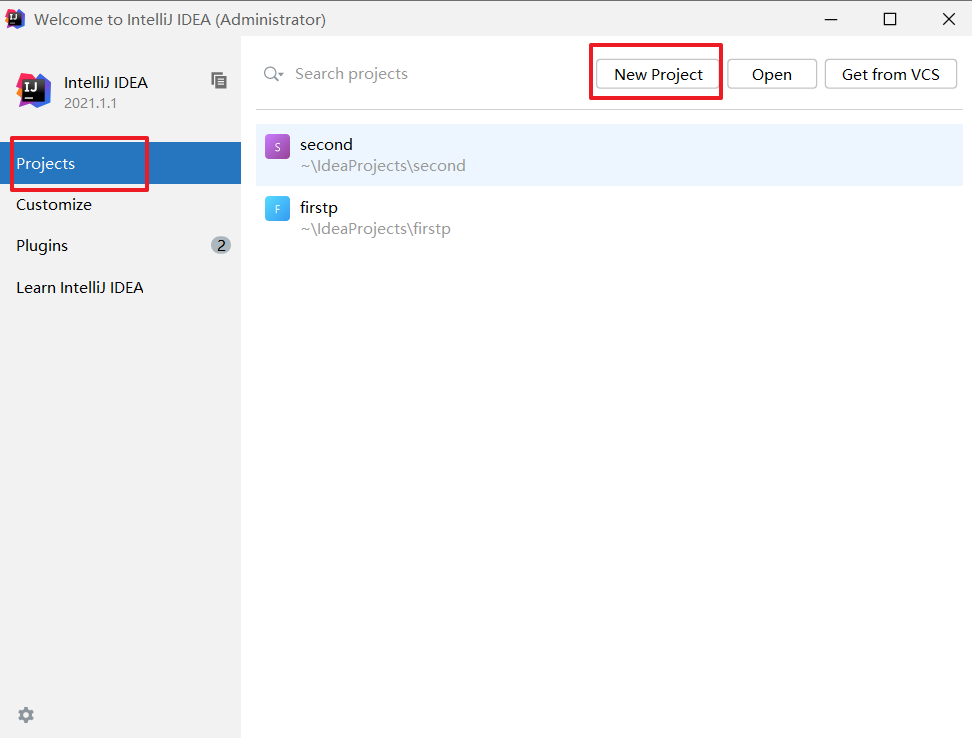 Welcome to IntelliJ IDEA (Administrator)
IJ
IntelliJ IDEA
2021.1.1
Projects
Customize
Plugins
2
Learn IntelliJ IDEA
Search projects
New Project
Open
Get from VCS
S
second
~\IdeaProjects\second
F
firstp
~\IdeaProjects\firstp